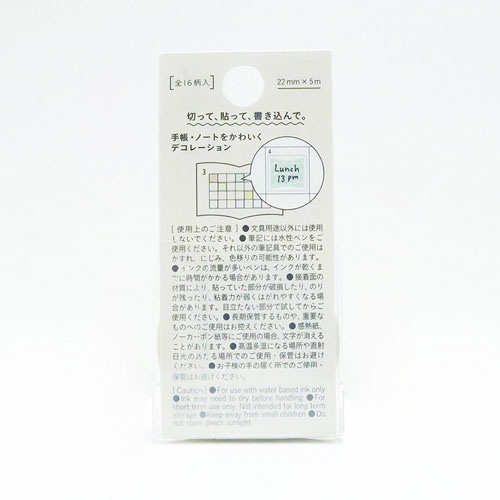 [全16柄入]
22mm×5m
切って、貼って、書き込んで。
手帳・ノートをかわいく
デコレーション
3
4
Lunch
13 pm
[使用上のご注意]●文具用途以外には使用
しないでください。●筆記には水性ペンをご
使用ください。それ以外の筆記具でのご使用は
かすれ、にじみ、色移りの可能性があります。
●インクの流量が多いペンは、インクが乾くま
でに時間がかかる場合があります。●接着面の
材質により、貼っていた部分が破損したり、のり
が残ったり、粘着力が弱くはがれやすくなる場
合があります。目立たない部分で試してからご
使用ください。●長期保管するものや、重要な
ものへのご使用はお控えください。●感熱紙、
ノーカーボン紙等にご使用の場合、文字が消える
ことがあります。●高温多湿になる場所や直射
日光のあたる場所でのご使用・保管はお避け
ください。●お子様の手の届く所でのご使用・
保管はお避けください。
[Caution] ●For use with water based ink only
●Ink may need to dry before handling ●For
short term use only. Not intended for long term
storage ●Keep away from small children ●Do
not store direct sunlight